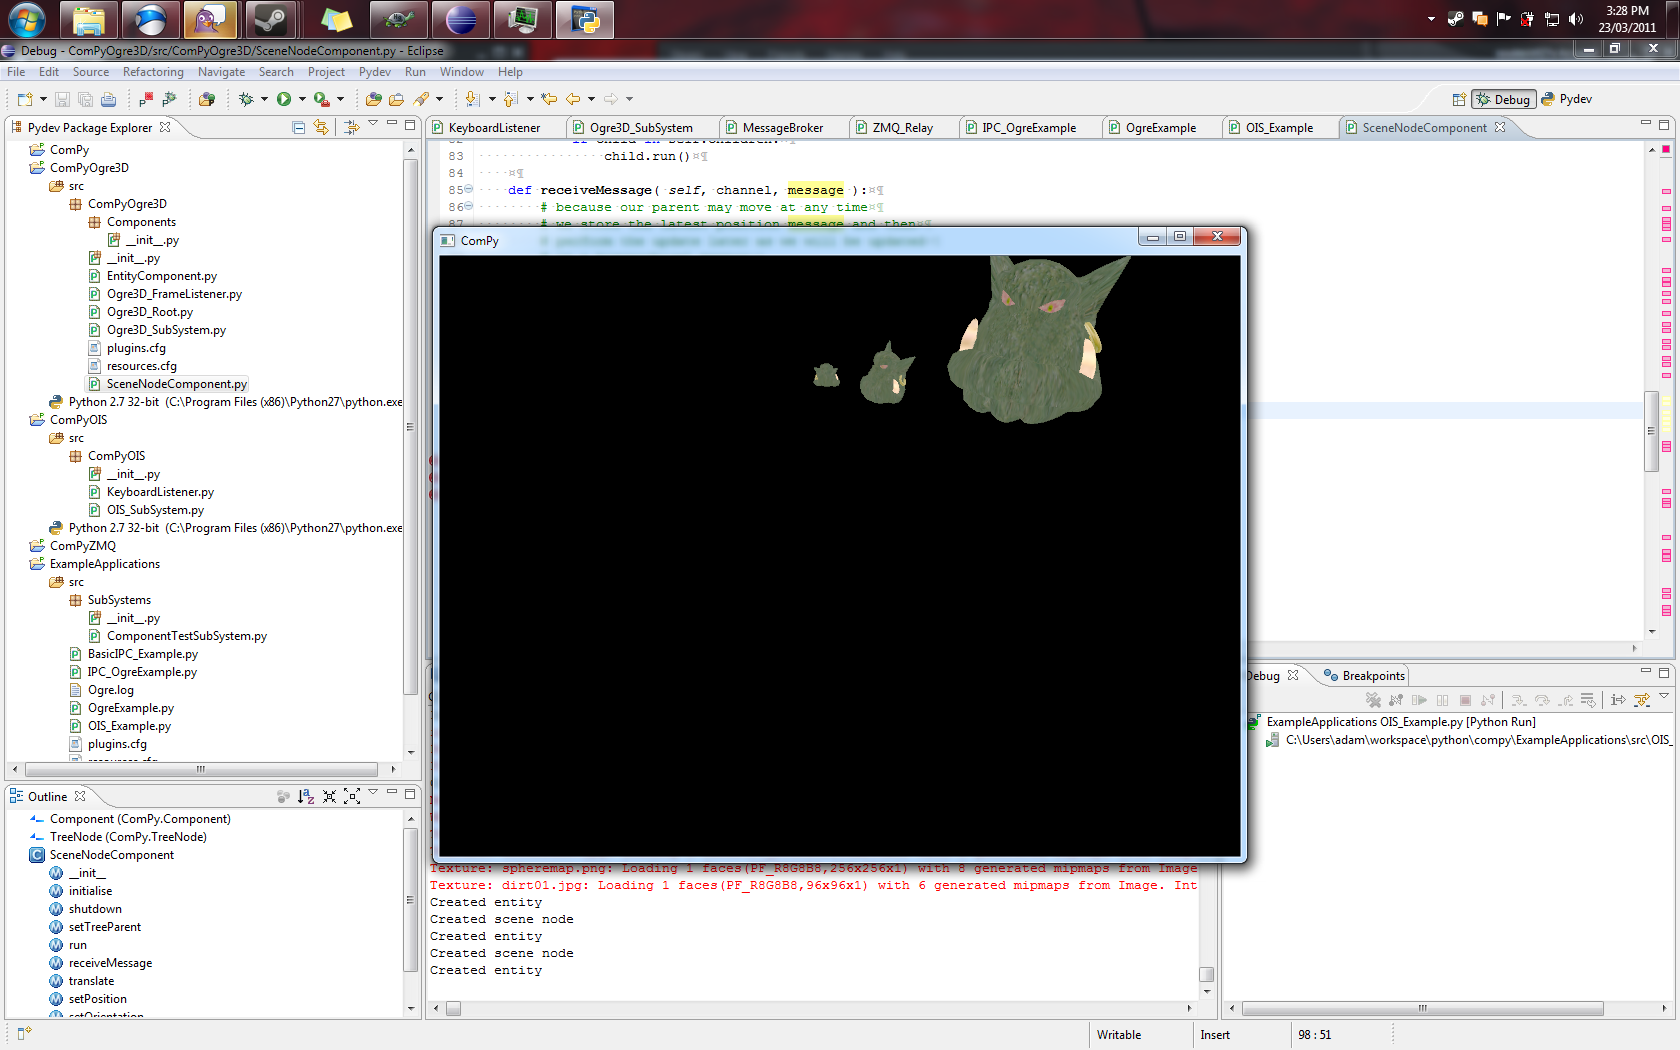 3:28 PM
23/03/2011
Debug - ComPyOgre3D/src/ComPyOgre3D/SceneNodeComponent.py - Eclipse
File Edit Source Refactoring Navigate Search Project Pydev Run Window Help
Debug Pydev
Pydev Package Explorer
ComPy
ComPyOgre3D
src
ComPyOgre3D
Components
__init__.py
__init__.py
EntityComponent.py
Ogre3D_FrameListener.py
Ogre3D_Root.py
Ogre3D_SubSystem.py
plugins.cfg
resources.cfg
SceneNodeComponent.py
Python 2.7 32-bit (C:\Program Files (x86)\Python27\python.exe
ComPyOIS
src
ComPyOIS
__init__.py
KeyboardListener.py
OIS_SubSystem.py
Python 2.7 32-bit (C:\Program Files (x86)\Python27\python.exe
ComPyZMQ
ExampleApplications
src
SubSystems
__init__.py
ComponentTestSubSystem.py
BasicIPC_Example.py
IPC_OgreExample.py
Ogre.log
OgreExample.py
OIS_Example.py
plugins.cfg
resources.cfg
Outline
Component (ComPy.Component)
TreeNode (ComPy.TreeNode)
SceneNodeComponent
__init__
initialise
shutdown
setTreeParent
run
receiveMessage
translate
setPosition
setOrientation
KeyboardListener Ogre3D_SubSystem MessageBroker ZMQ_Relay IPC_OgreExample OgreExample OIS_Example SceneNodeComponent
82 if child in self.children:
83 child.run()¤¶
84 ¤¶
85 def receiveMessage( self, channel, message ):¤¶
86 # because our parent may move at any time¤¶
87 # we store the latest position message and then¶
ComPy
Texture: spheremap.png: Loading 1 faces(PF_R8G8B8,256x256x1) with 8 generated mipmaps from Image
Texture: dirt01.jpg: Loading 1 faces(PF_R8G8B8,96x96x1) with 6 generated mipmaps from Image. Int
Created entity
Created scene node
Created entity
Created scene node
Created entity
Debug Breakpoints
ExampleApplications OIS_Example.py [Python Run]
C:\Users\adam\workspace\python\compy\ExampleApplications\src\OIS_
Writable Insert 98 : 51